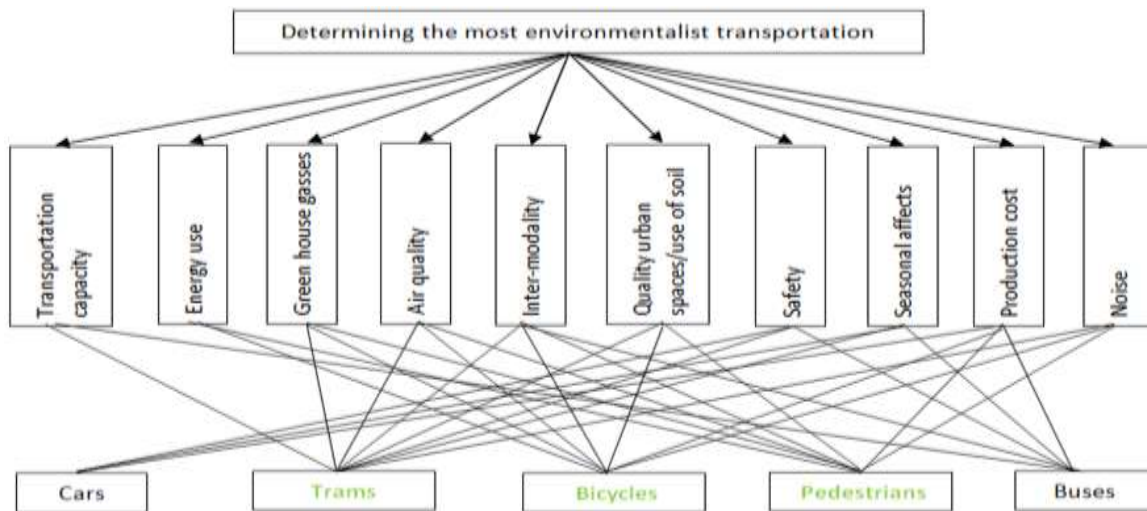 Determining the most environmentalist transportation
Transportation
capacity
Energy use
Green house gasses
Air quality
Inter-modality
Quality urban
spaces/use of soil
Safety
Seasonal affects
Production cost
Noise
Cars
Trams
Bicycles
Pedestrians
Buses